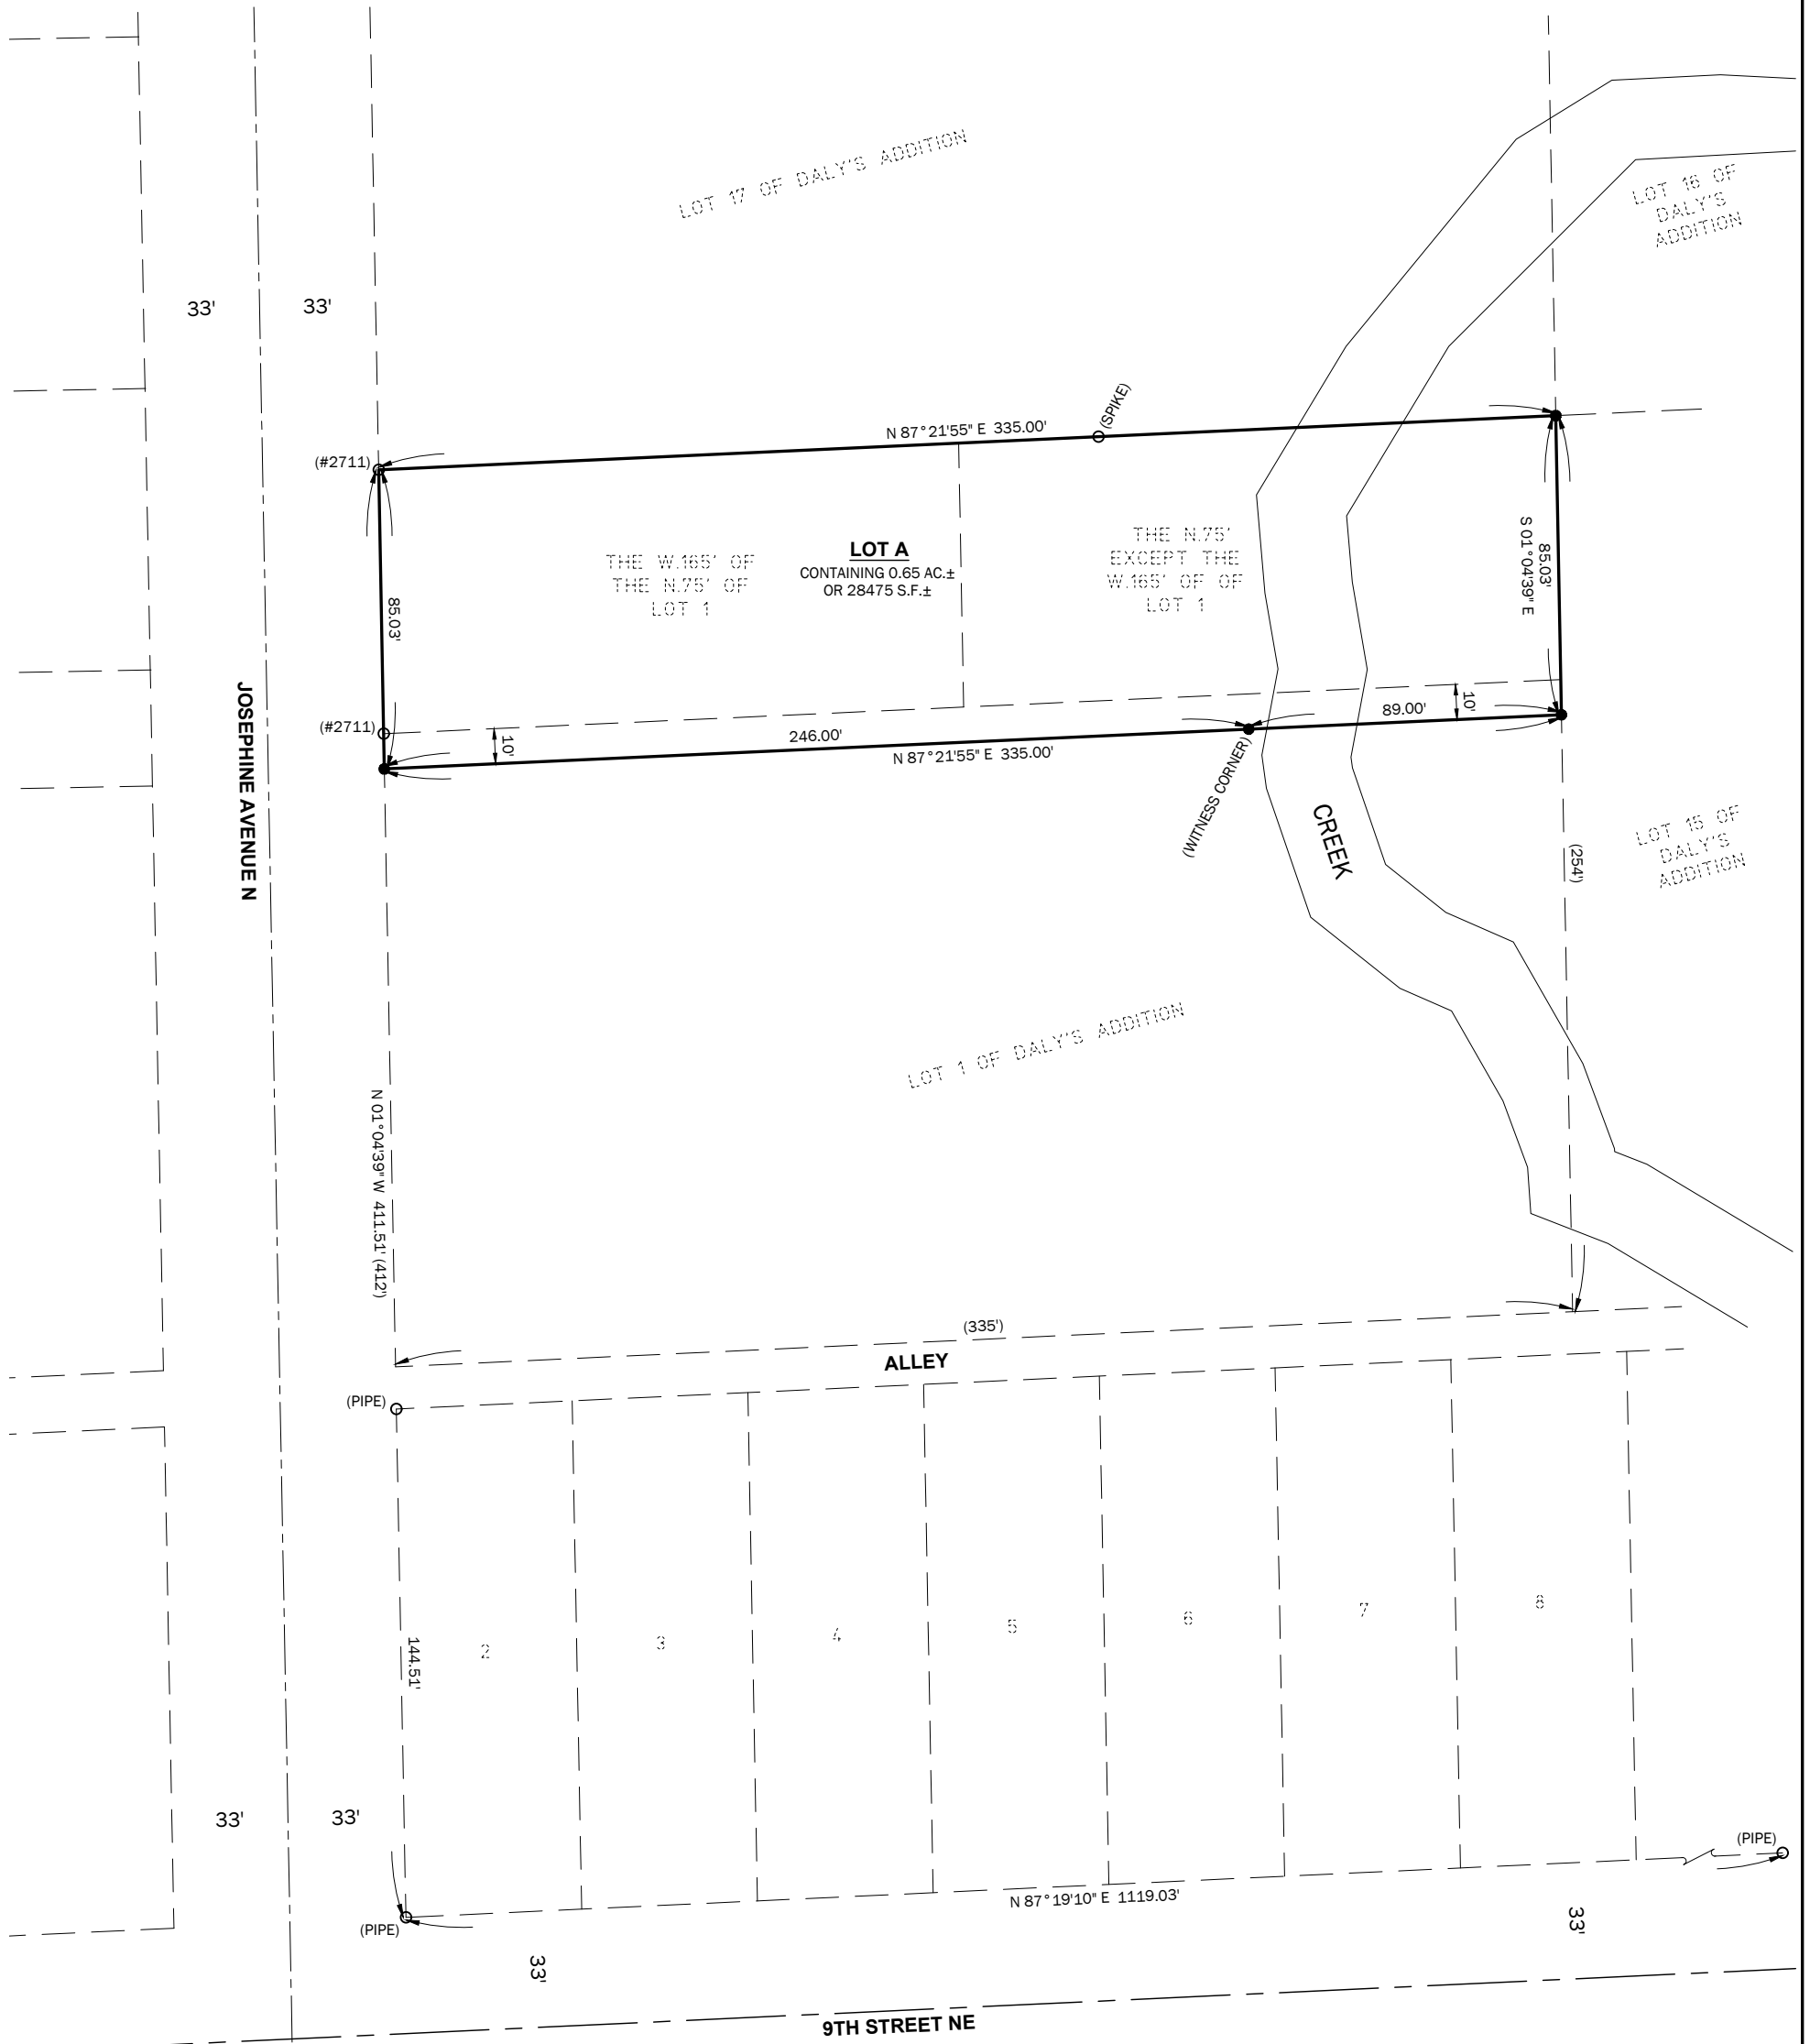 LOT 17 OF DALY'S ADDITION
LOT 16 OF
DALY'S
ADDITION
33'
33'
(SPIKE)
N 87°21'55" E 335.00'
(#2711)
THE W.165' OF
THE N.75' OF
LOT 1
LOT A
CONTAINING 0.65 AC.±
OR 28475 S.F.±
THE N.75'
EXCEPT THE
W.165' OF OF
LOT 1
85.03'
S 01°04'39" E
85.03'
JOSEPHINE AVENUE N
(#2711)
10'
246.00'
N 87°21'55" E 335.00'
89.00'
10'
(WITNESS CORNER)
CREEK
(254')
LOT 15 OF
DALY'S
ADDITION
LOT 1 OF DALY'S ADDITION
N 01°04'39" W 411.51' (412')
(335')
ALLEY
(PIPE)
144.51'
2
3
4
5
6
7
8
33'
33'
(PIPE)
N 87°19'10" E 1119.03'
(PIPE)
33'
33'
9TH STREET NE